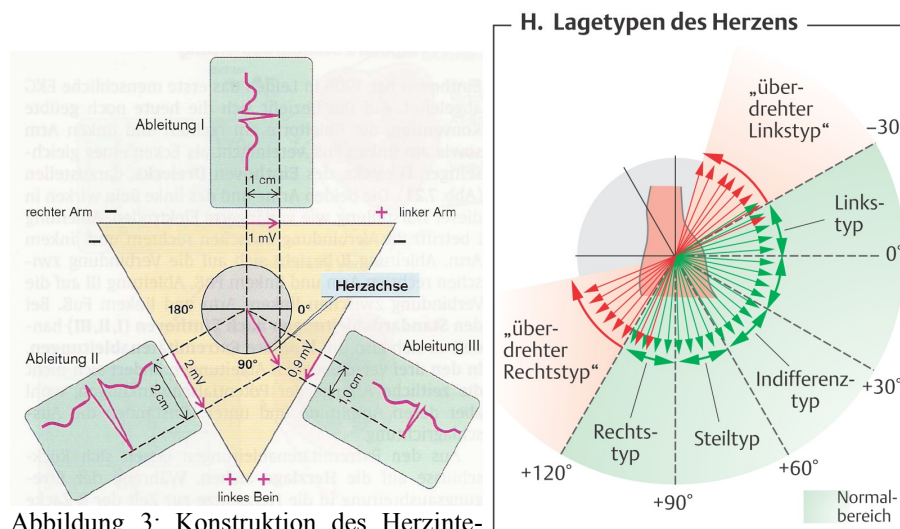 Ableitung I
1 cm
rechter Arm
−
+
linker Arm
−
1 mV
−
Herzachse
180°
0°
90°
Ableitung II
Ableitung III
2 mV
2 cm
0,9 mV
1,0 cm
+ +
linkes Bein
Abbildung 3: Konstruktion des Herzinte-
H. Lagetypen des Herzens
„über-
drehter
Linkstyp“
−30
Links-
typ
0°
„über-
drehter
Rechtstyp“
Indifferenz-
typ
+30°
Rechts-
typ
Steiltyp
+60°
+120°
+90°
Normal-
bereich